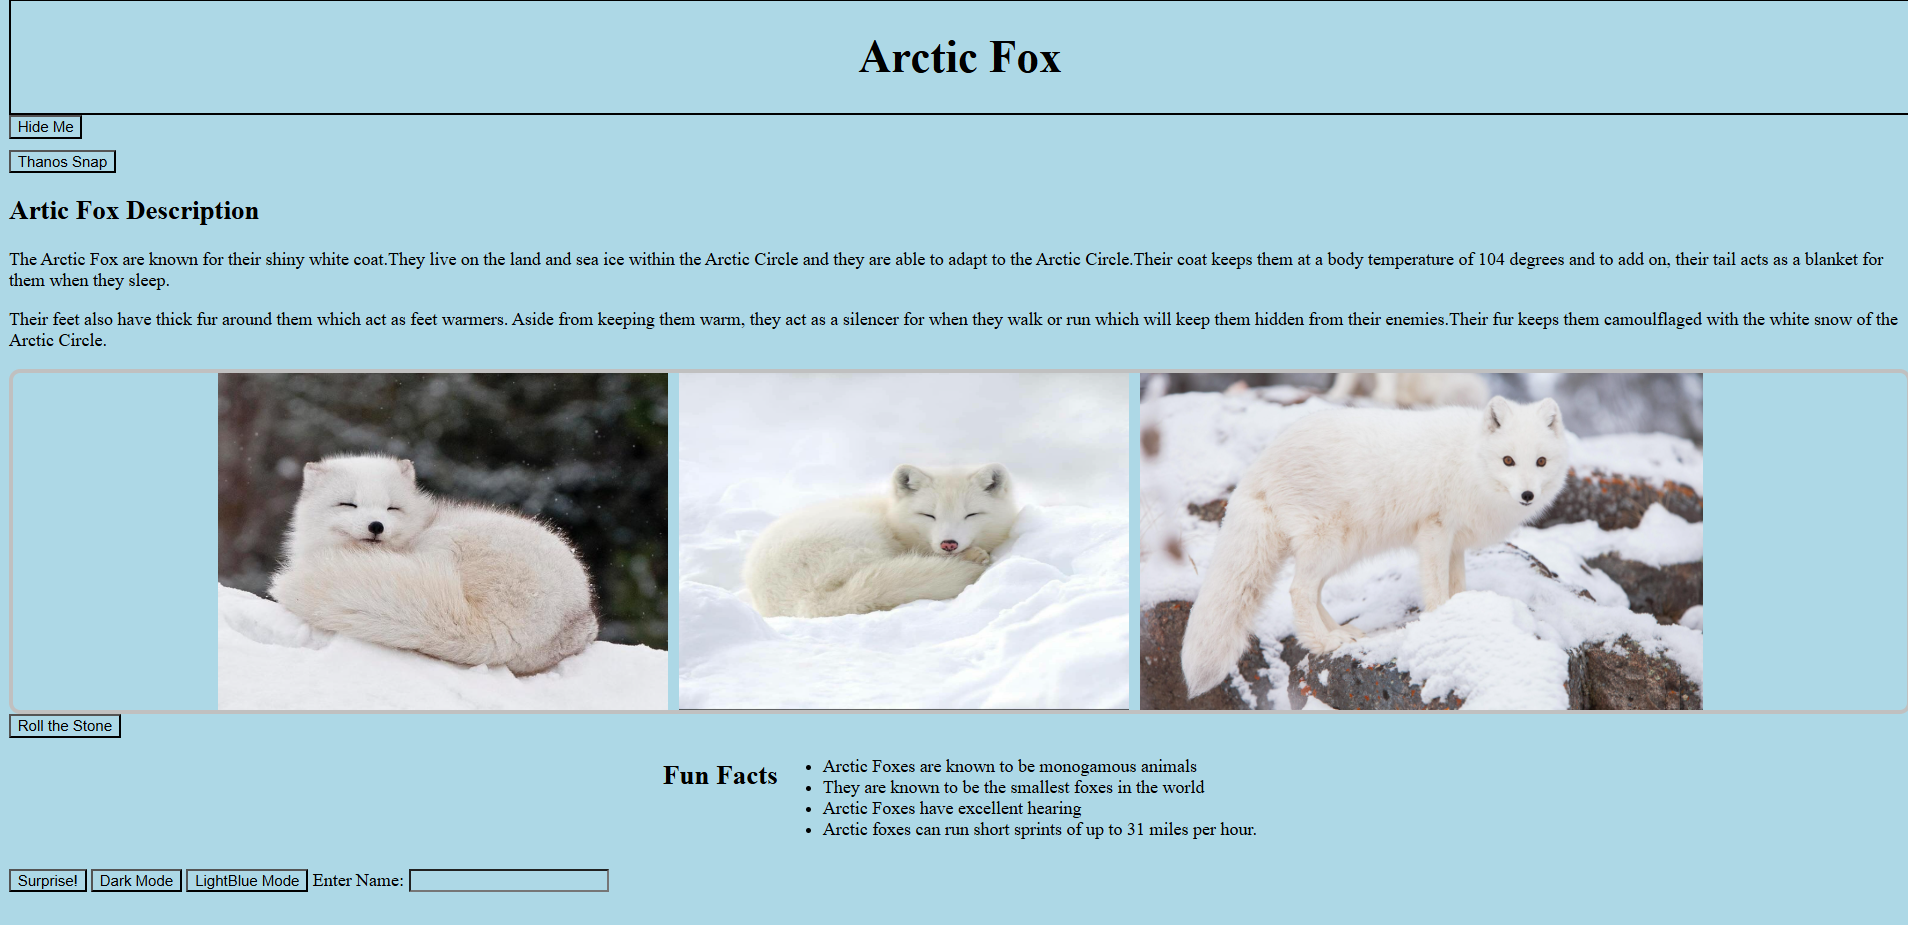 Arctic Fox
Hide Me
Thanos Snap
Artic Fox Description
The Arctic Fox are known for their shiny white coat.They live on the land and sea ice within the Arctic Circle and they are able to adapt to the Arctic Circle.Their coat keeps them at a body temperature of 104 degrees and to add on, their tail acts as a blanket for
them when they sleep.
Their feet also have thick fur around them which act as feet warmers. Aside from keeping them warm, they act as a silencer for when they walk or run which will keep them hidden from their enemies.Their fur keeps them camoulflaged with the white snow of the
Arctic Circle.
Roll the Stone
Fun Facts
• Arctic Foxes are known to be monogamous animals
• They are known to be the smallest foxes in the world
• Arctic Foxes have excellent hearing
• Arctic foxes can run short sprints of up to 31 miles per hour.
Surprise! Dark Mode LightBlue Mode Enter Name: